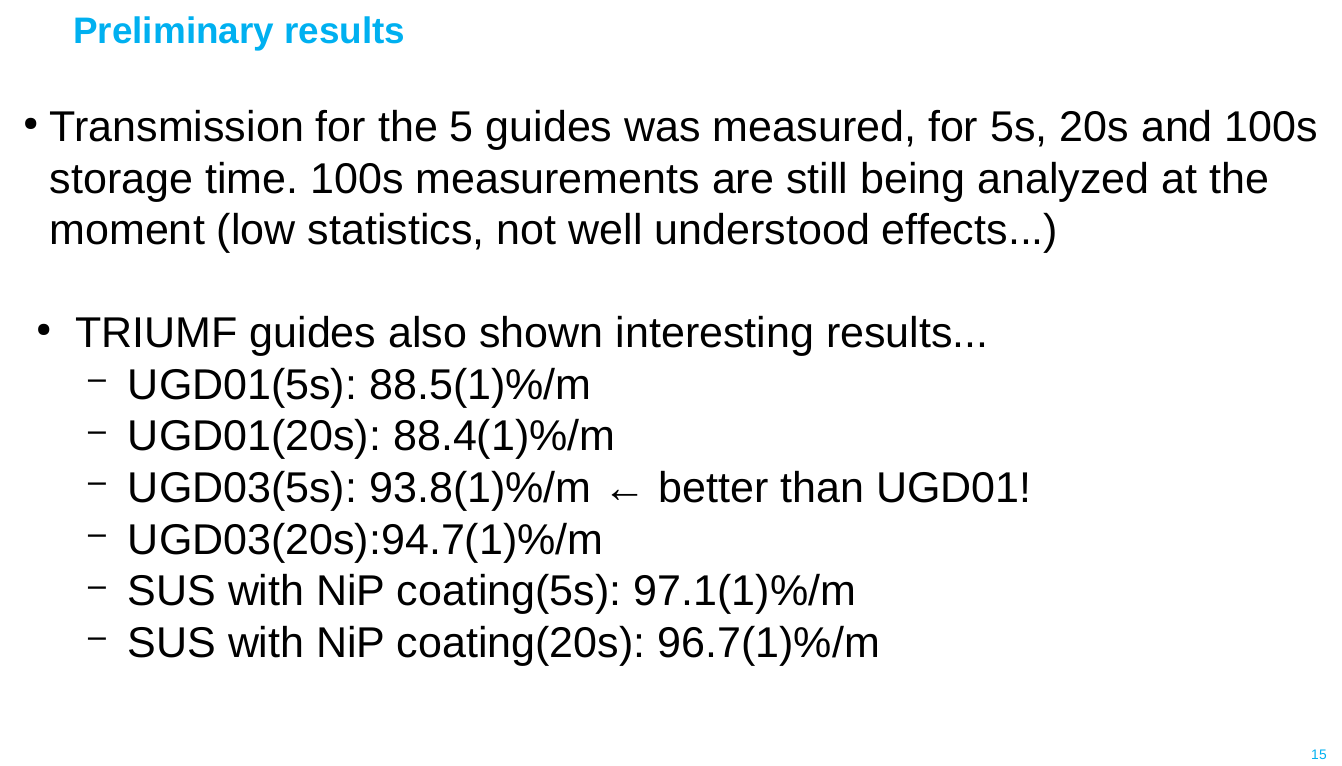 Preliminary results
• Transmission for the 5 guides was measured, for 5s, 20s and 100s
storage time. 100s measurements are still being analyzed at the
moment (low statistics, not well understood effects...)
• TRIUMF guides also shown interesting results...
– UGD01(5s): 88.5(1)%/m
– UGD01(20s): 88.4(1)%/m
– UGD03(5s): 93.8(1)%/m ← better than UGD01!
– UGD03(20s):94.7(1)%/m
– SUS with NiP coating(5s): 97.1(1)%/m
– SUS with NiP coating(20s): 96.7(1)%/m
15